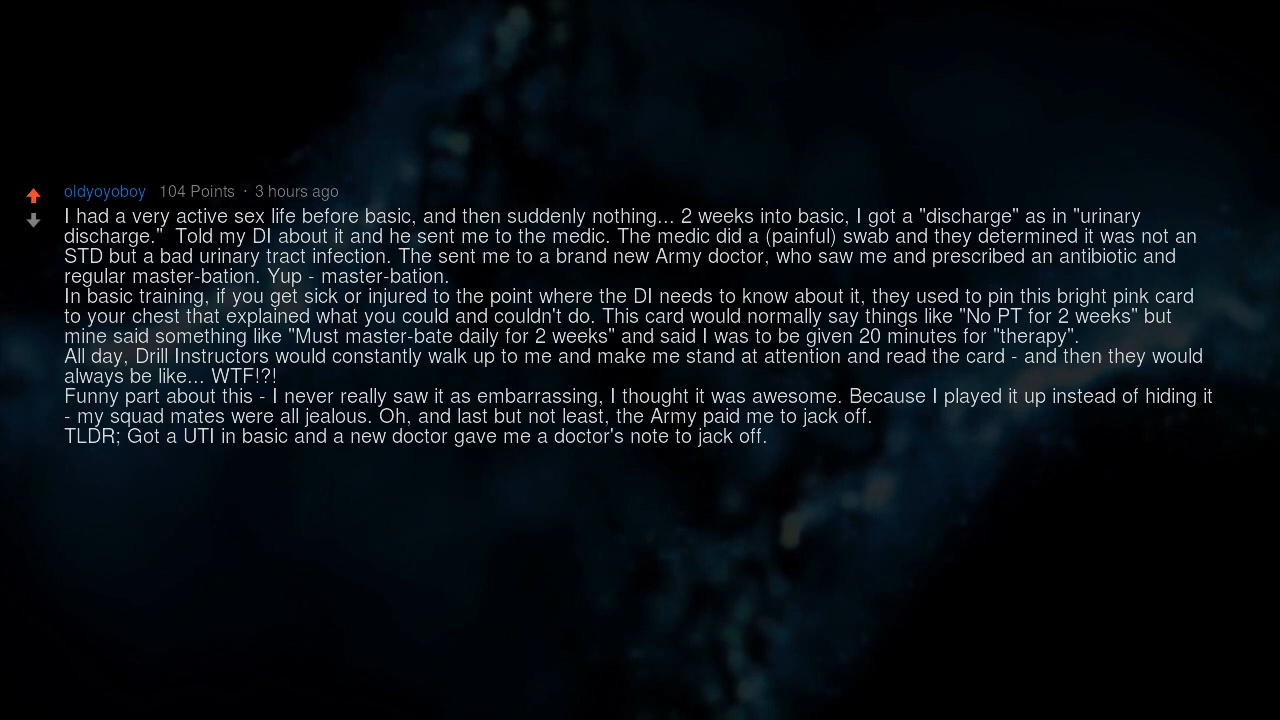 oldyoyoboy 104 Points · 3 hours ago
I had a very active sex life before basic, and then suddenly nothing... 2 weeks into basic, I got a "discharge" as in "urinary
discharge."  Told my DI about it and he sent me to the medic. The medic did a (painful) swab and they determined it was not an
STD but a bad urinary tract infection. The sent me to a brand new Army doctor, who saw me and prescribed an antibiotic and
regular master-bation. Yup - master-bation.
In basic training, if you get sick or injured to the point where the DI needs to know about it, they used to pin this bright pink card
to your chest that explained what you could and couldn't do. This card would normally say things like "No PT for 2 weeks" but
mine said something like "Must master-bate daily for 2 weeks" and said I was to be given 20 minutes for "therapy".
All day, Drill Instructors would constantly walk up to me and make me stand at attention and read the card - and then they would
always be like... WTF!?!
Funny part about this - I never really saw it as embarrassing, I thought it was awesome. Because I played it up instead of hiding it
- my squad mates were all jealous. Oh, and last but not least, the Army paid me to jack off.
TLDR; Got a UTI in basic and a new doctor gave me a doctor's note to jack off.